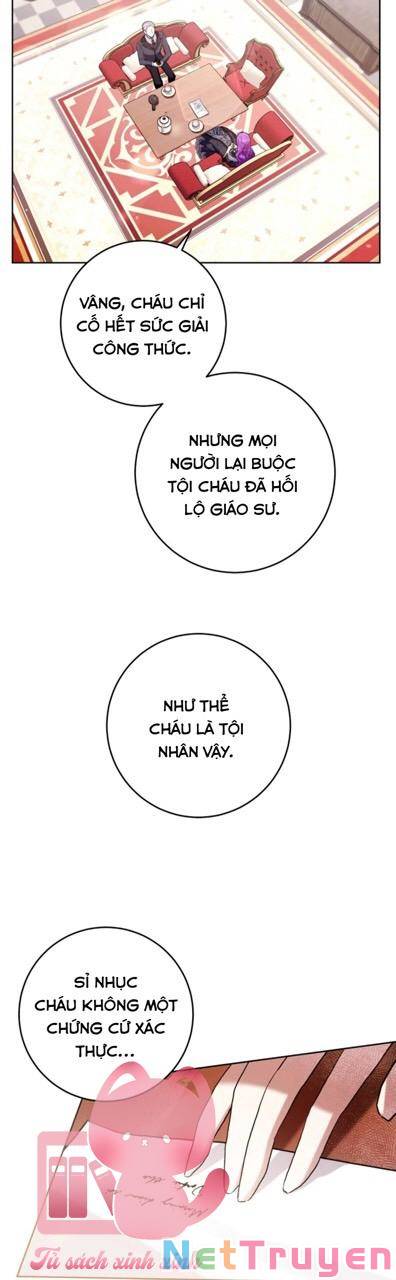 VÂNG, CHÁU CHỈ
CỐ HẾT SỨC GIẢI
CÔNG THỨC.
NHƯNG MỌI
NGƯỜI LẠI BUỘC
TỘI CHÁU ĐÃ HỐI
LỘ GIÁO SƯ.
NHƯ THỂ
CHÁU LÀ TỘI
NHÂN VẬY.
SỈ NHỤC
CHÁU KHÔNG MỘT
CHỨNG CỨ XÁC
THỰC...
Tủ sách xinh xinh
NetTruyen